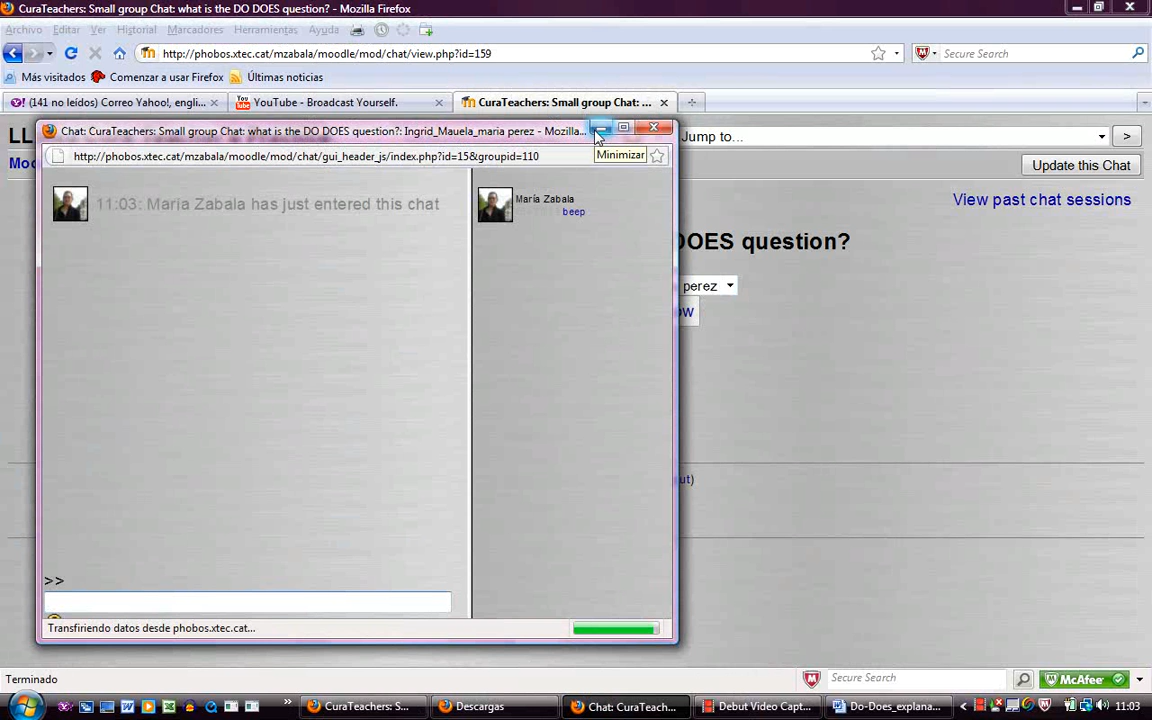 CuraTeachers: Small group Chat: what is the DO DOES question? - Mozilla Firefox
Archivo Editar Ver Historial Marcadores Herramientas Ayuda
http://phobos.xtec.cat/mzabala/moodle/mod/chat/view.php?id=159
Secure Search
Más visitados Comenzar a usar Firefox Últimas noticias
(141 no leídos) Correo Yahoo!, engli...
YouTube - Broadcast Yourself.
CuraTeachers: Small group Chat: ...
Chat: CuraTeachers: Small group Chat: what is the DO DOES question?: Ingrid_Mauela_maria perez - Mozilla...
Jump to...
>
Minimizar
http://phobos.xtec.cat/mzabala/moodle/mod/chat/gui_header_js/index.php?id=15&groupid=110
Update this Chat
11:03: María Zabala has just entered this chat
María Zabala
beep
View past chat sessions
DOES question?
perez
ow
ut)
>>
Transfiriendo datos desde phobos.xtec.cat...
Terminado
Secure Search
McAfee
CuraTeachers: S...
Descargas
Chat: CuraTeach...
Debut Video Capt...
Do-Does_explana...
11:03